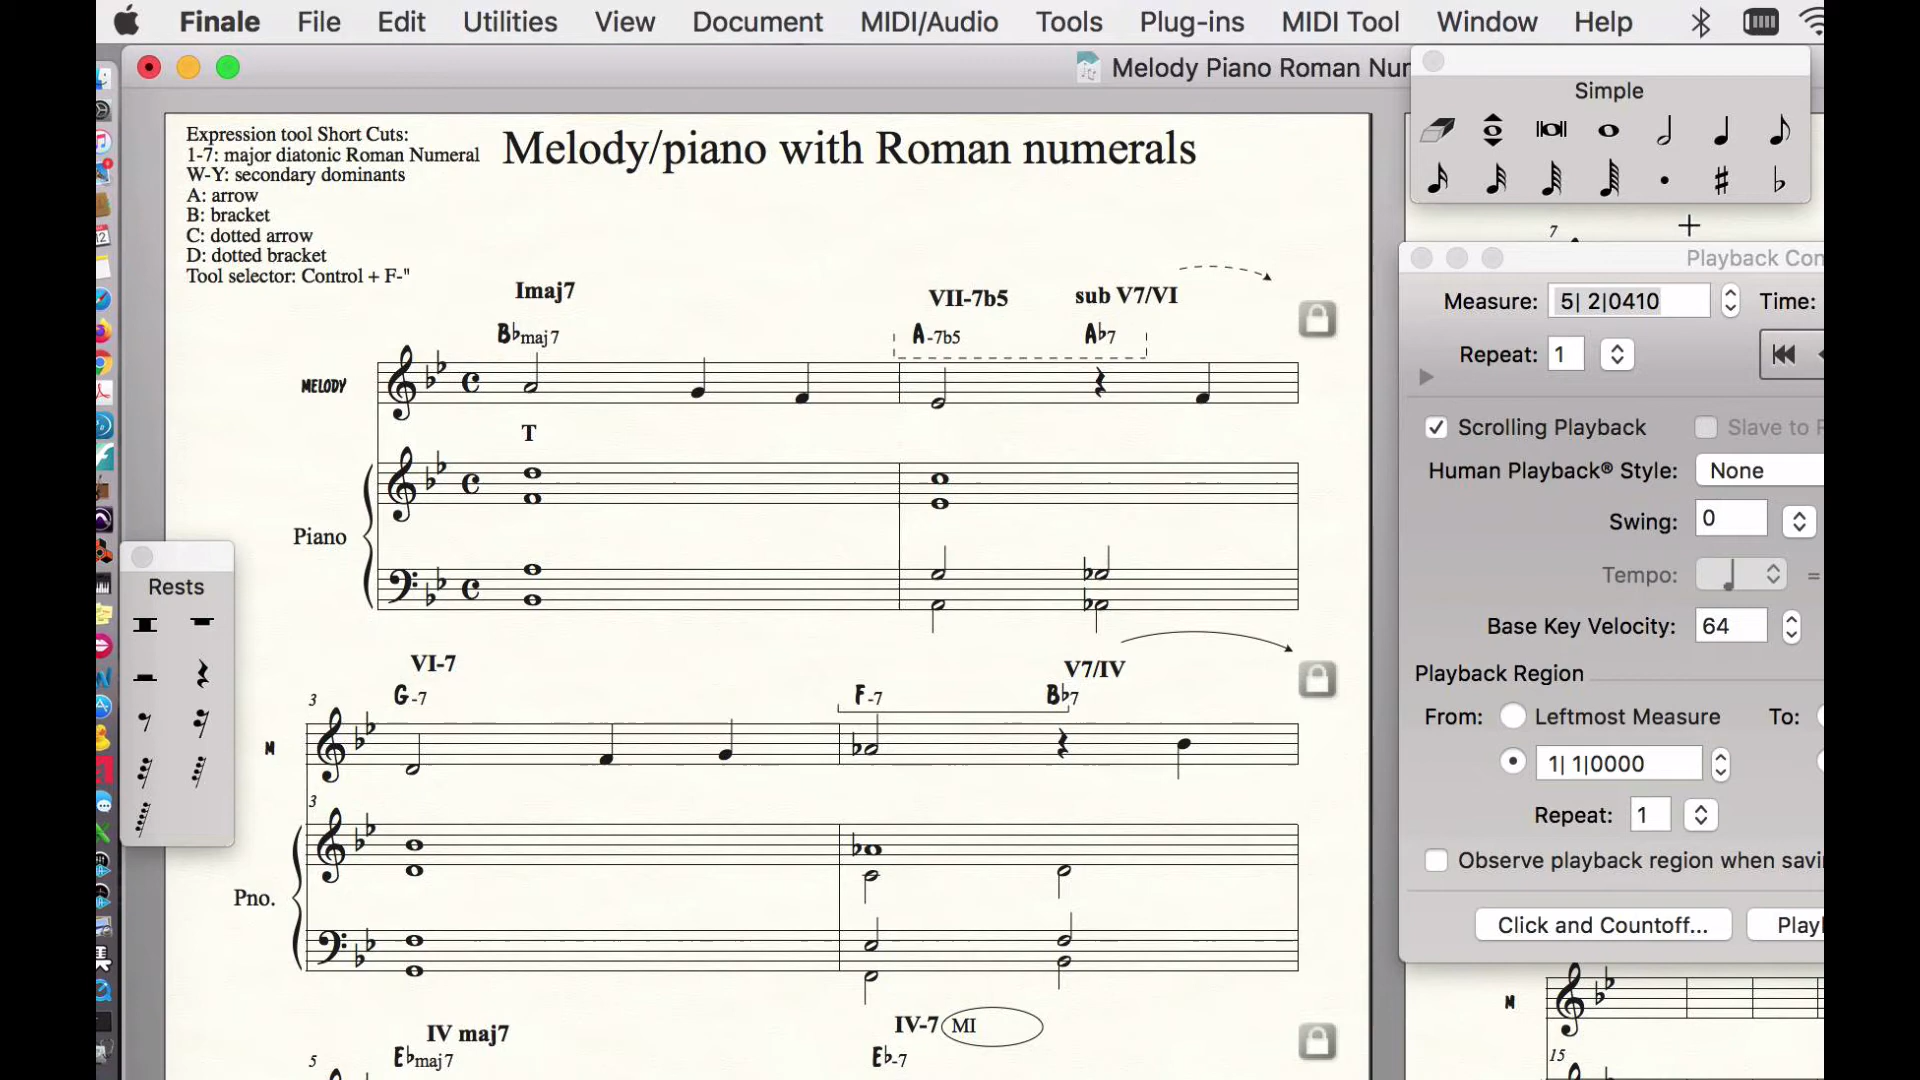 Finale File Edit Utilities View Document MIDI/Audio Tools Plug-ins MIDI Tool Window Help
Melody Piano Roman Nur
Simple
Expression tool Short Cuts:
1-7: major diatonic Roman Numeral
W-Y: secondary dominants
A: arrow
B: bracket
C: dotted arrow
D: dotted bracket
Tool selector: Control + F-"
Melody/piano with Roman numerals
7
Playback Con
Measure: 5| 2|0410 Time:
Repeat: 1
Scrolling Playback Slave to F
Human Playback® Style: None
Swing: 0
Tempo: =
Base Key Velocity: 64
Playback Region
From: Leftmost Measure To:
1| 1|0000
Repeat: 1
Observe playback region when savi
Click and Countoff... Playl
Imaj7 VII-7b5 sub V7/VI
B♭maj7 A-7b5 A♭7
MELODY
T
Piano
Rests
VI-7 V7/IV
3 G-7 F-7 B♭7
M
3
Pno.
IV maj7 IV-7 MI
5 E♭maj7 E♭-7
M
15